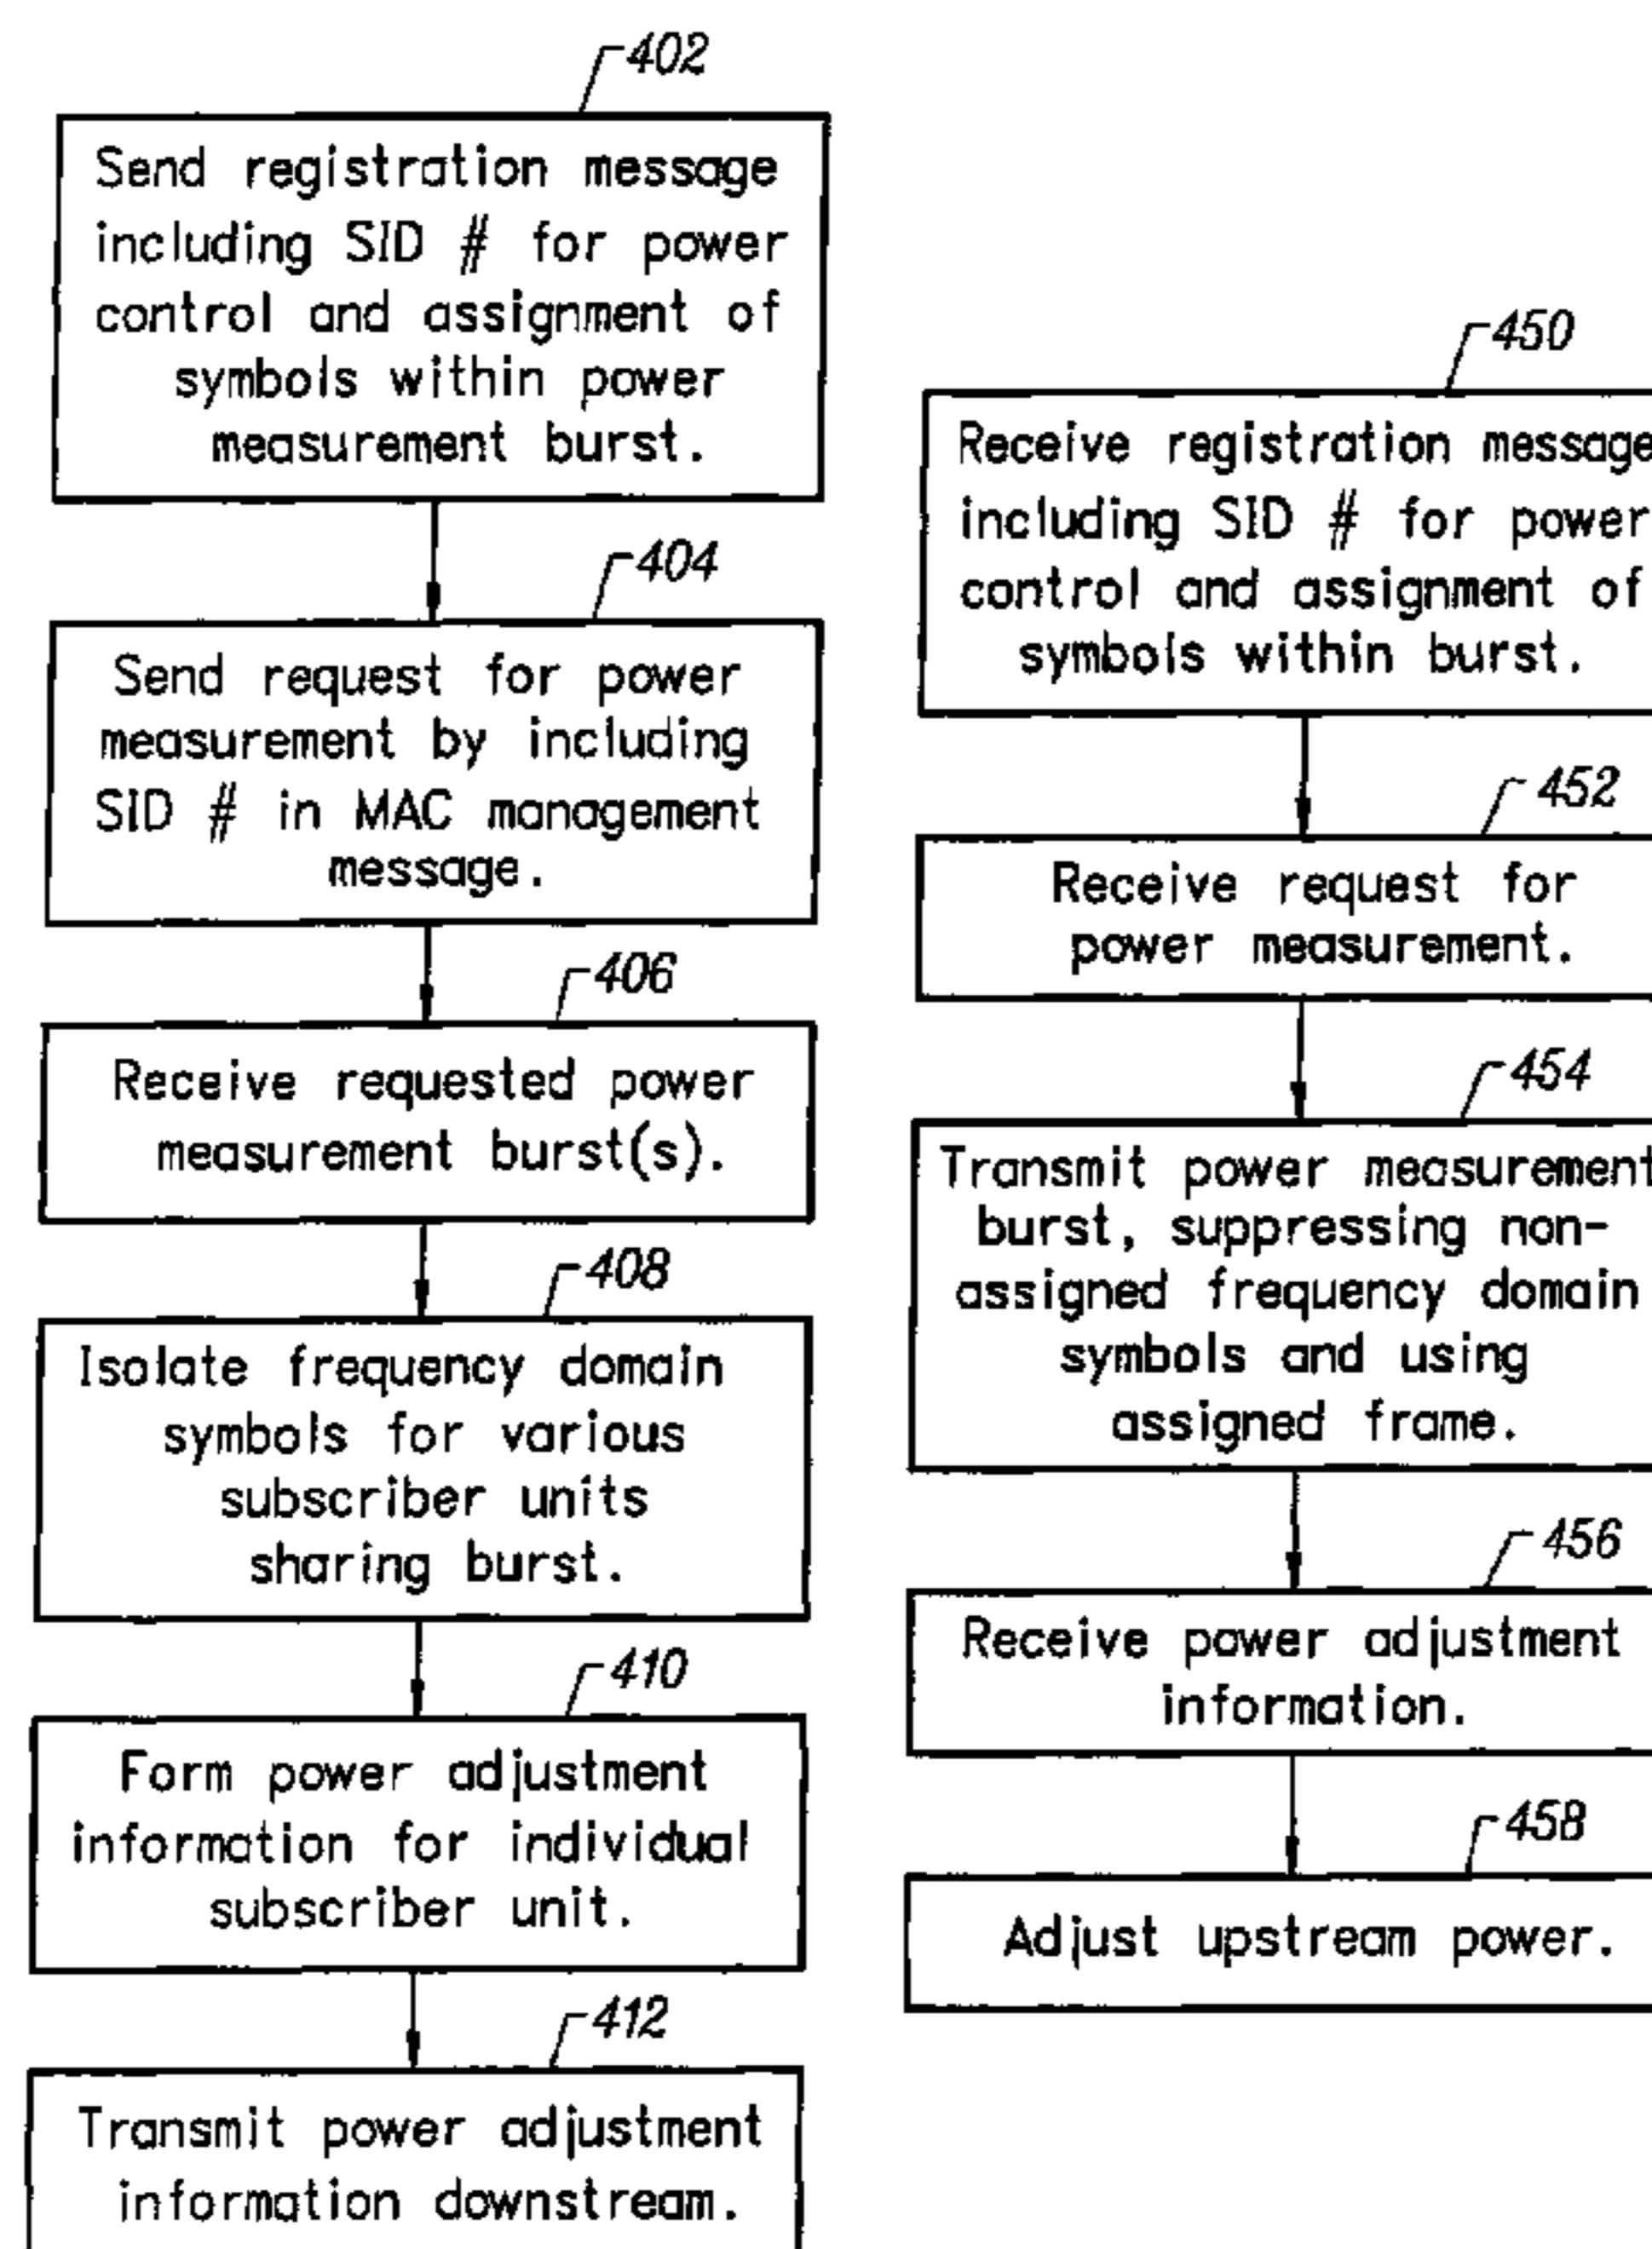 402
Send registration message
including SID # for power
control and assignment of
symbols within power
measurement burst.
404
Send request for power
measurement by including
SID # in MAC management
message.
406
Receive requested power
measurement burst(s).
408
Isolate frequency domain
symbols for various
subscriber units
sharing burst.
410
Form power adjustment
information for individual
subscriber unit.
412
Transmit power adjustment
information downstream.
450
Receive registration message
including SID # for power
control and assignment of
symbols within burst.
452
Receive request for
power measurement.
454
Transmit power measurement
burst, suppressing non-
assigned frequency domain
symbols and using
assigned frame.
456
Receive power adjustment
information.
458
Adjust upstream power.